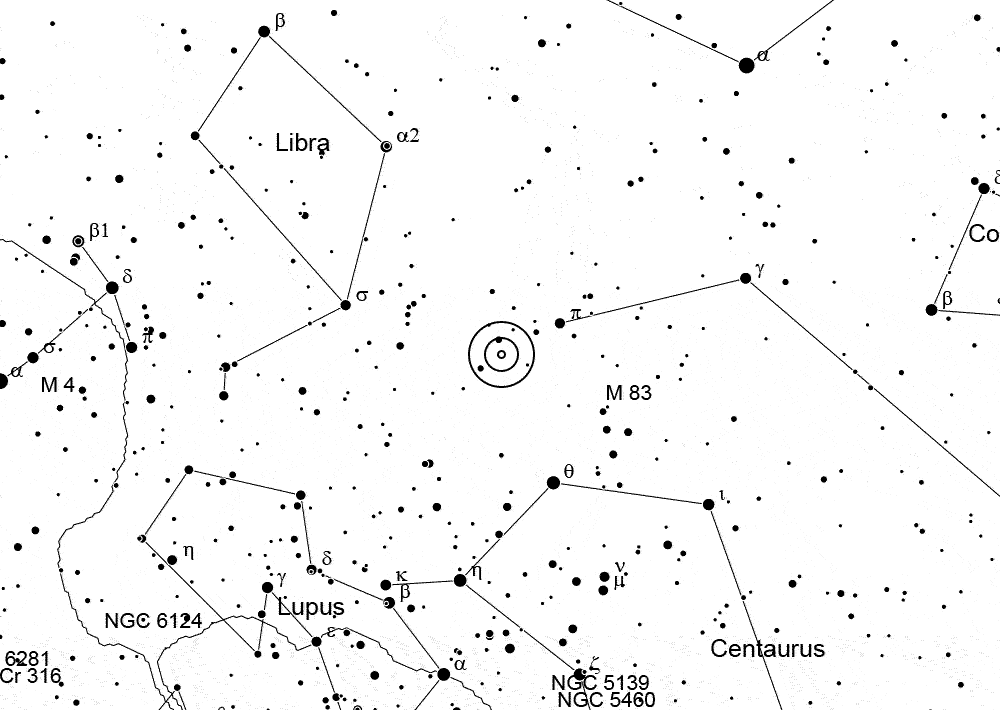 β
α
α2
Libra
δ
β1
Co
γ
δ
σ
β
π
π
σ
α
M 4
M 83
θ
ι
η
δ
κ
η
ν
γ
β
μ
Lupus
NGC 6124
ε
Centaurus
6281
α
ζ
Cr 316
NGC 5139
NGC 5460